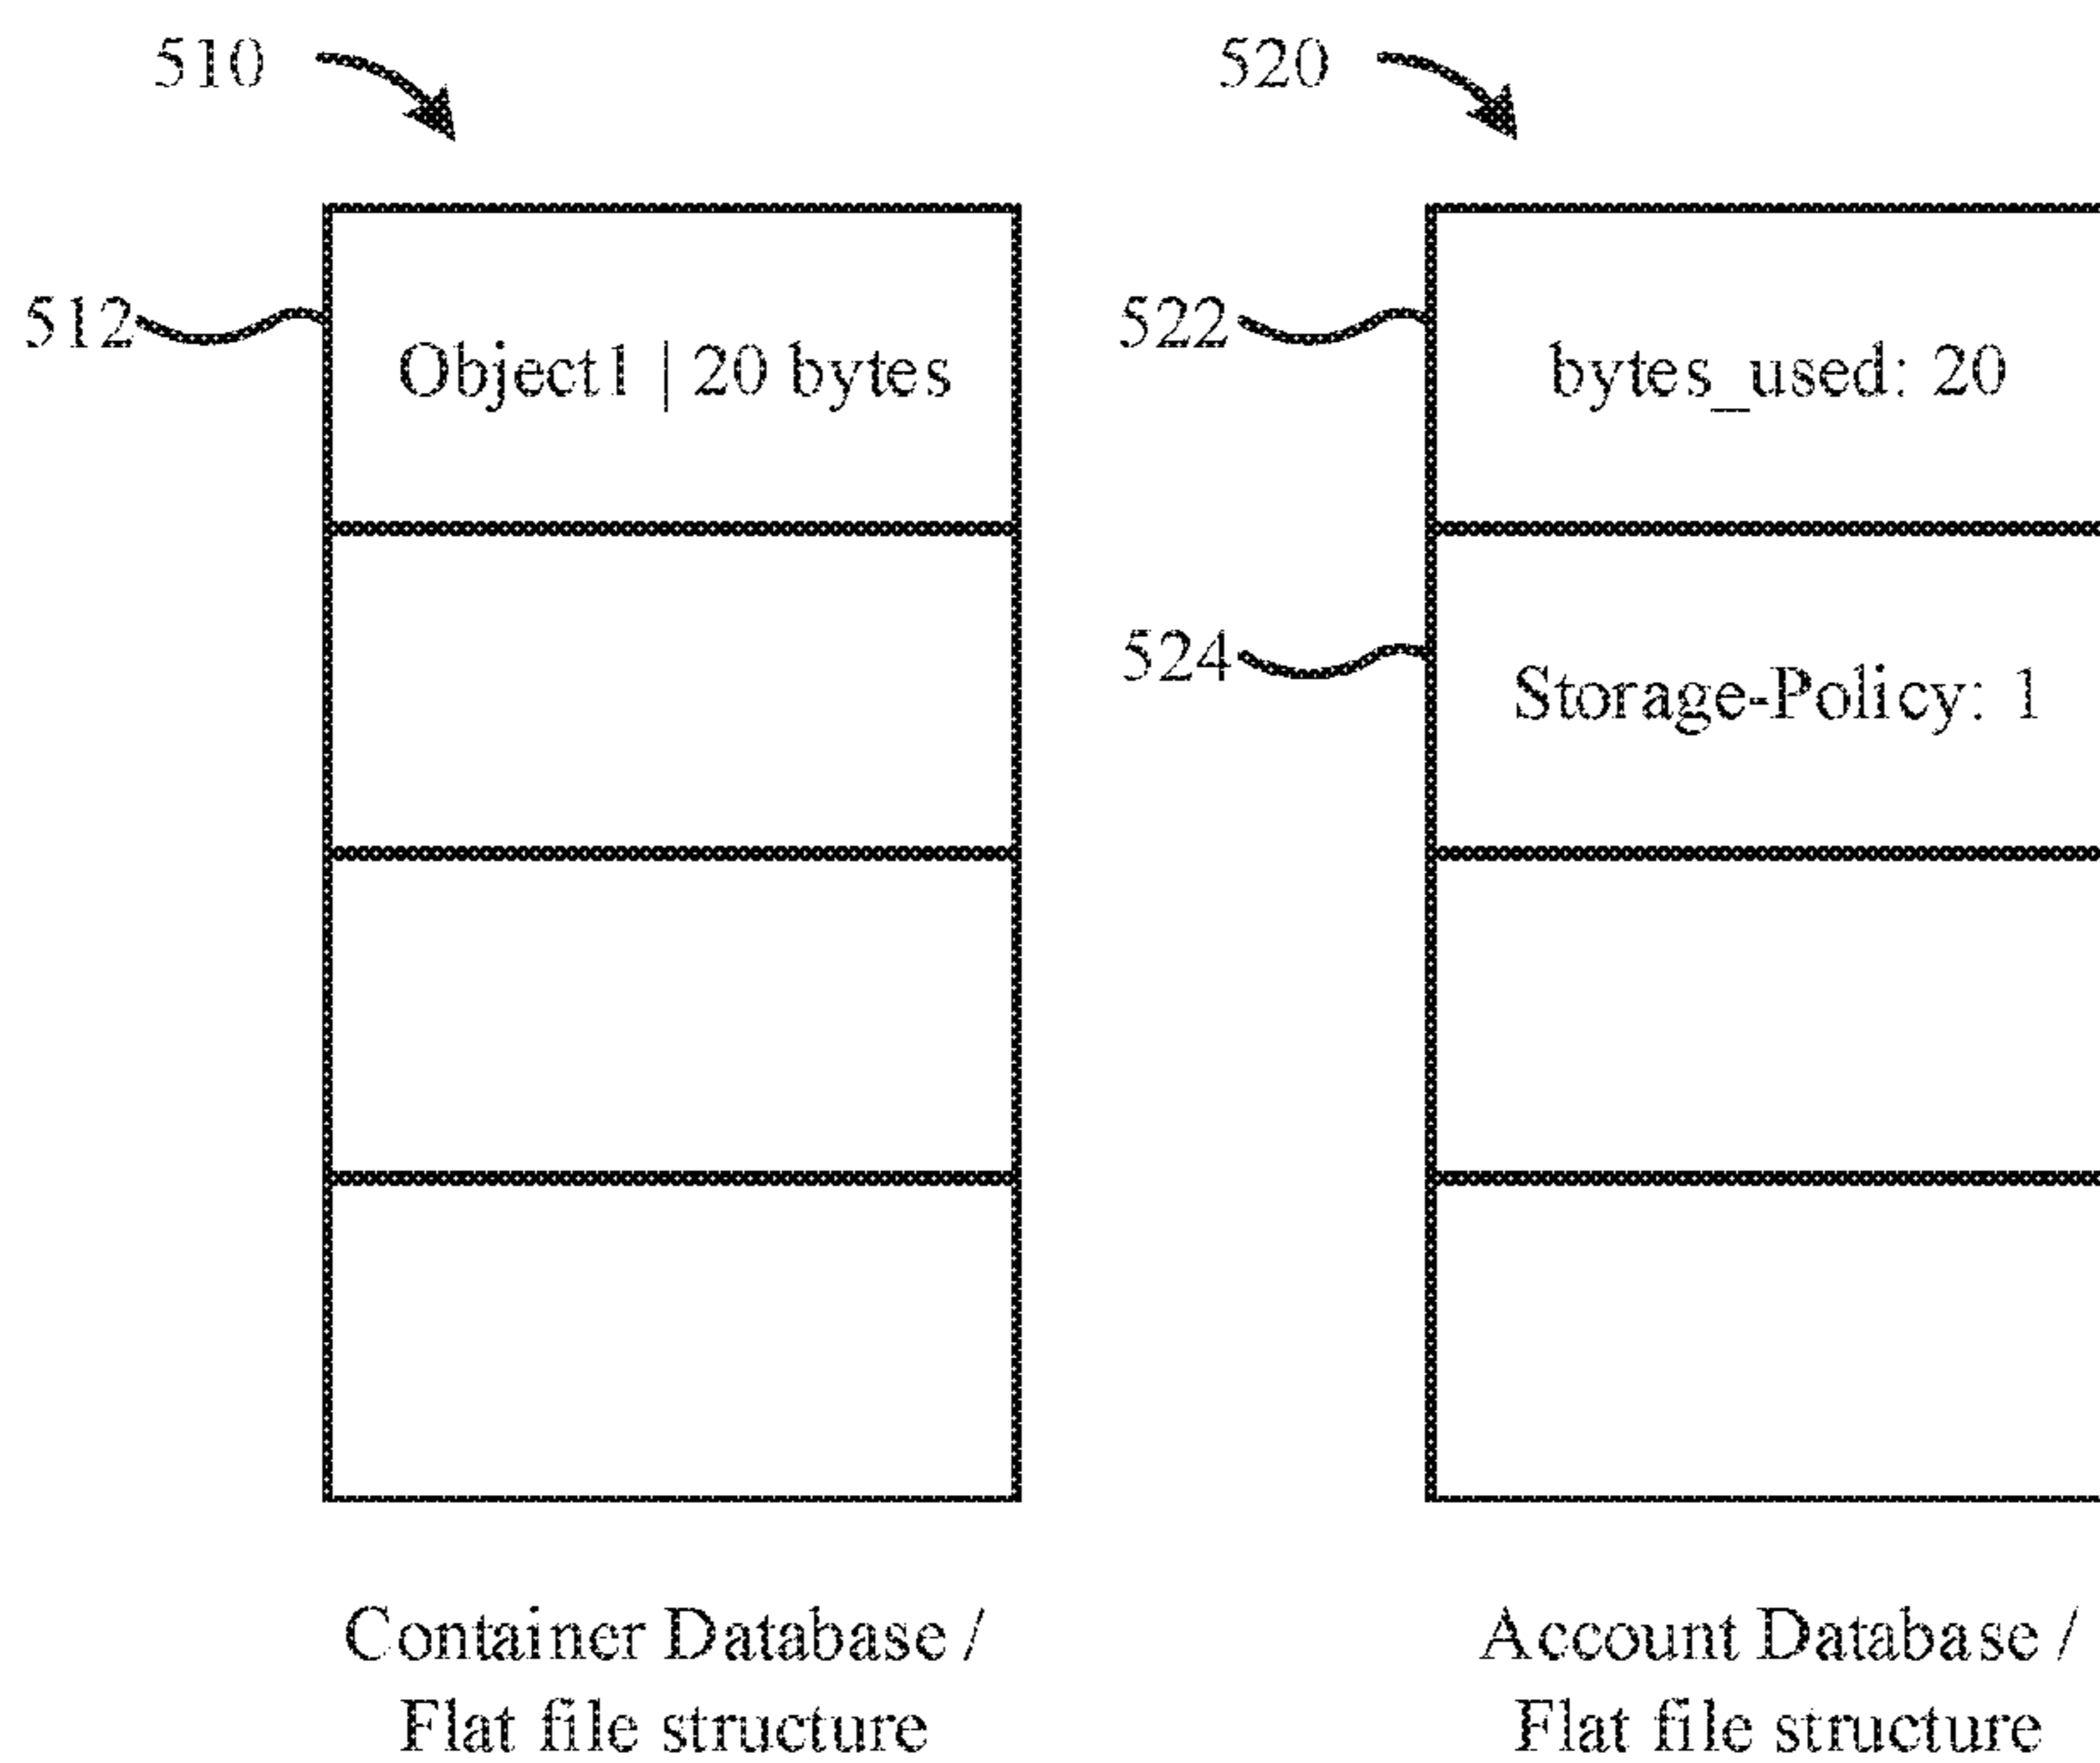 510
520
512
Object1 | 20 bytes
522
bytes_used: 20
524
Storage-Policy: 1
Container Database /
Flat file structure
Account Database /
Flat file structure